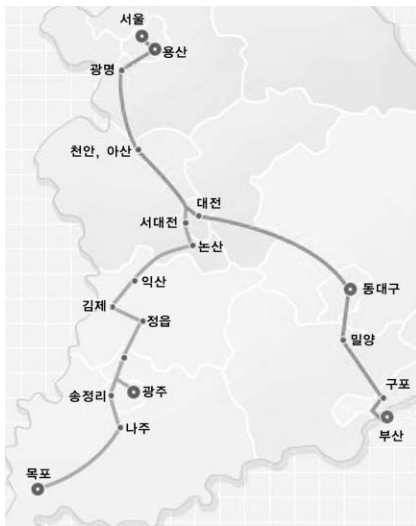 서울
용산
광명
천안, 아산
대전
서대전
논산
익산
동대구
김제
정읍
밀양
구포
광주
송정리
부산
나주
목포